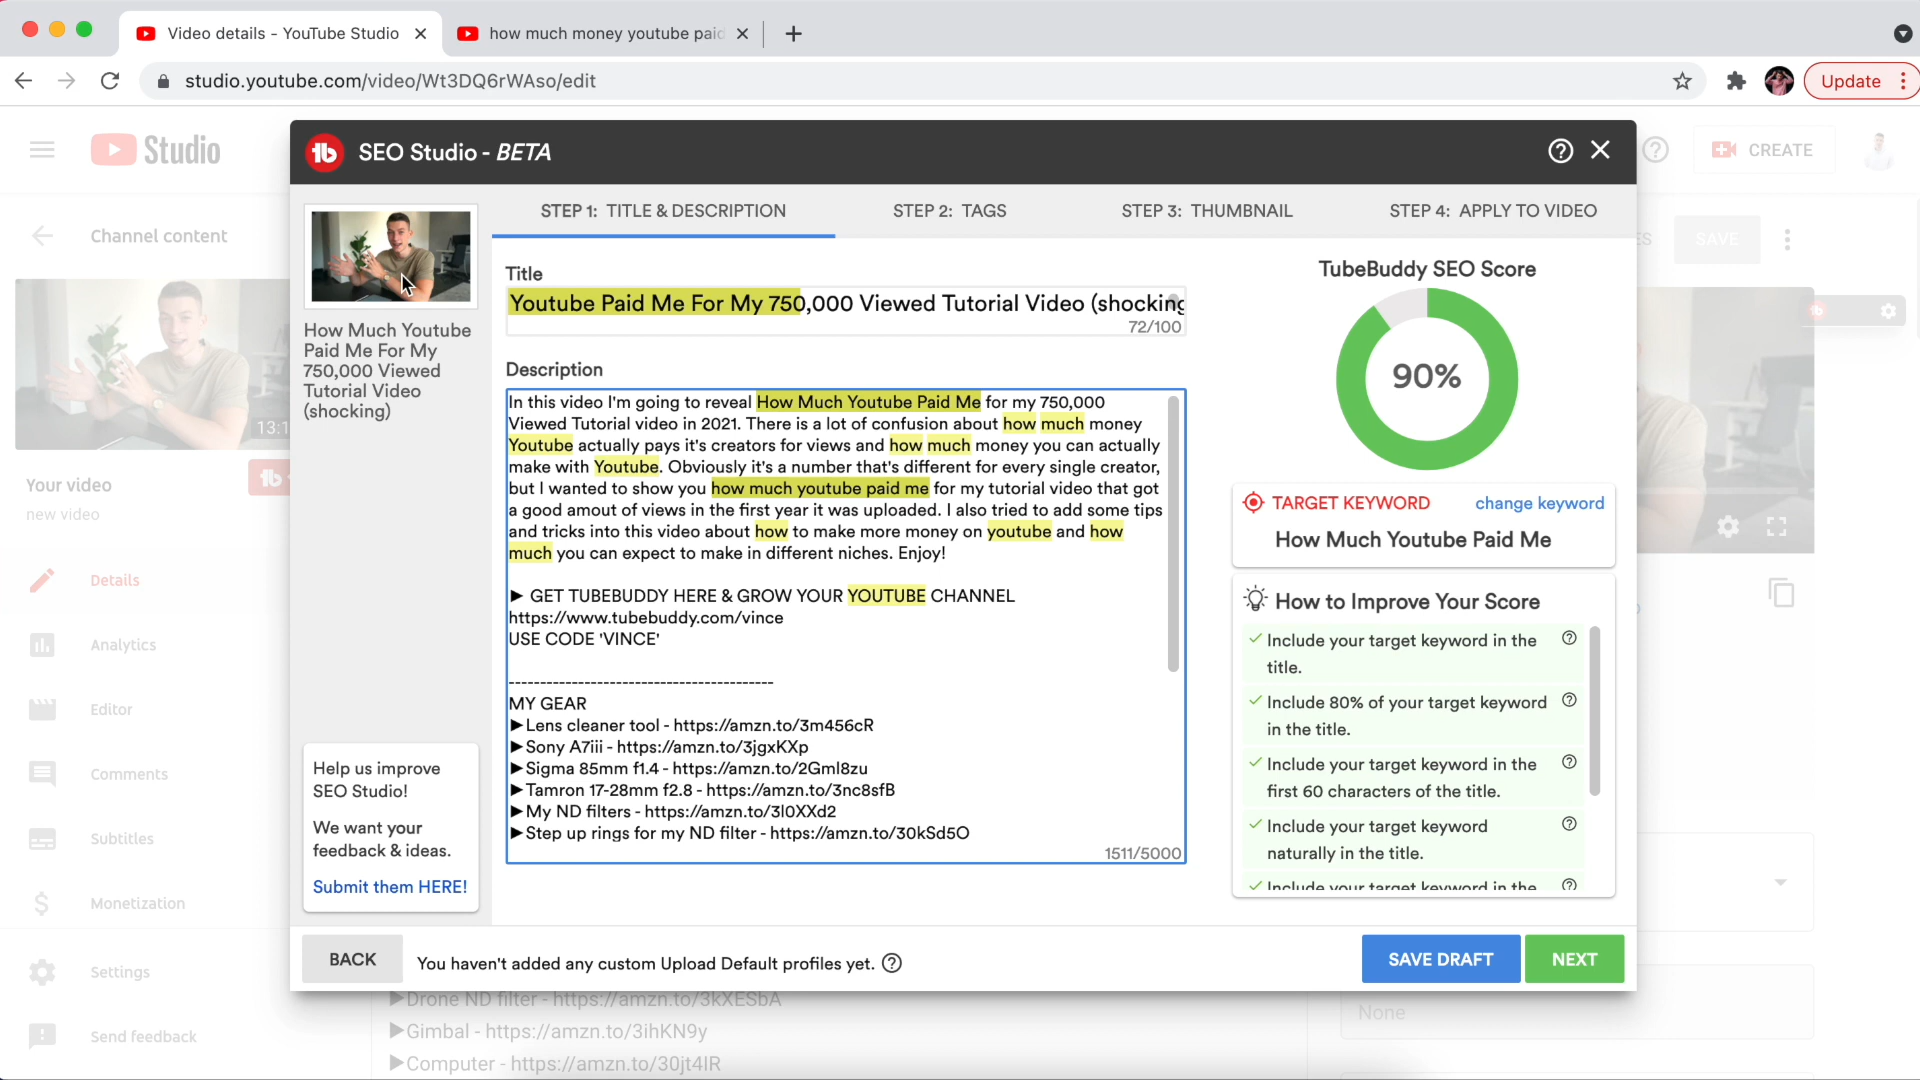 Video details - YouTube Studio
how much money youtube paid
studio.youtube.com/video/Wt3DQ6rWAso/edit
Update
Studio
CREATE
SEO Studio - BETA
STEP 1: TITLE & DESCRIPTION
STEP 2: TAGS
STEP 3: THUMBNAIL
STEP 4: APPLY TO VIDEO
Channel content
SAVE
13:1
Your video
new video
Details
Analytics
Editor
Comments
Subtitles
Monetization
Settings
Send feedback
How Much Youtube
Paid Me For My
750,000 Viewed
Tutorial Video
(shocking)
Help us improve
SEO Studio!
We want your
feedback & ideas.
Submit them HERE!
Title
Youtube Paid Me For My 750,000 Viewed Tutorial Video (shocking
72/100
Description
In this video I'm going to reveal How Much Youtube Paid Me for my 750,000
Viewed Tutorial video in 2021. There is a lot of confusion about how much money
Youtube actually pays it's creators for views and how much money you can actually
make with Youtube. Obviously it's a number that's different for every single creator,
but I wanted to show you how much youtube paid me for my tutorial video that got
a good amout of views in the first year it was uploaded. I also tried to add some tips
and tricks into this video about how to make more money on youtube and how
much you can expect to make in different niches. Enjoy!
► GET TUBEBUDDY HERE & GROW YOUR YOUTUBE CHANNEL
https://www.tubebuddy.com/vince
USE CODE 'VINCE'
------------------------------------------
MY GEAR
►Lens cleaner tool - https://amzn.to/3m456cR
►Sony A7iii - https://amzn.to/3jgxKXp
►Sigma 85mm f1.4 - https://amzn.to/2Gml8zu
►Tamron 17-28mm f2.8 - https://amzn.to/3nc8sfB
►My ND filters - https://amzn.to/3l0XXd2
►Step up rings for my ND filter - https://amzn.to/30kSd5O
1511/5000
TubeBuddy SEO Score
90%
TARGET KEYWORD
change keyword
How Much Youtube Paid Me
How to Improve Your Score
Include your target keyword in the
title.
Include 80% of your target keyword
in the title.
Include your target keyword in the
first 60 characters of the title.
Include your target keyword
naturally in the title.
Include your target keyword in the
BACK
You haven't added any custom Upload Default profiles yet.
SAVE DRAFT
NEXT
►Drone ND filter - https://amzn.to/3kXESbA
►Gimbal - https://amzn.to/3ihKN9y
►Computer - https://amzn.to/30jt4IR
None